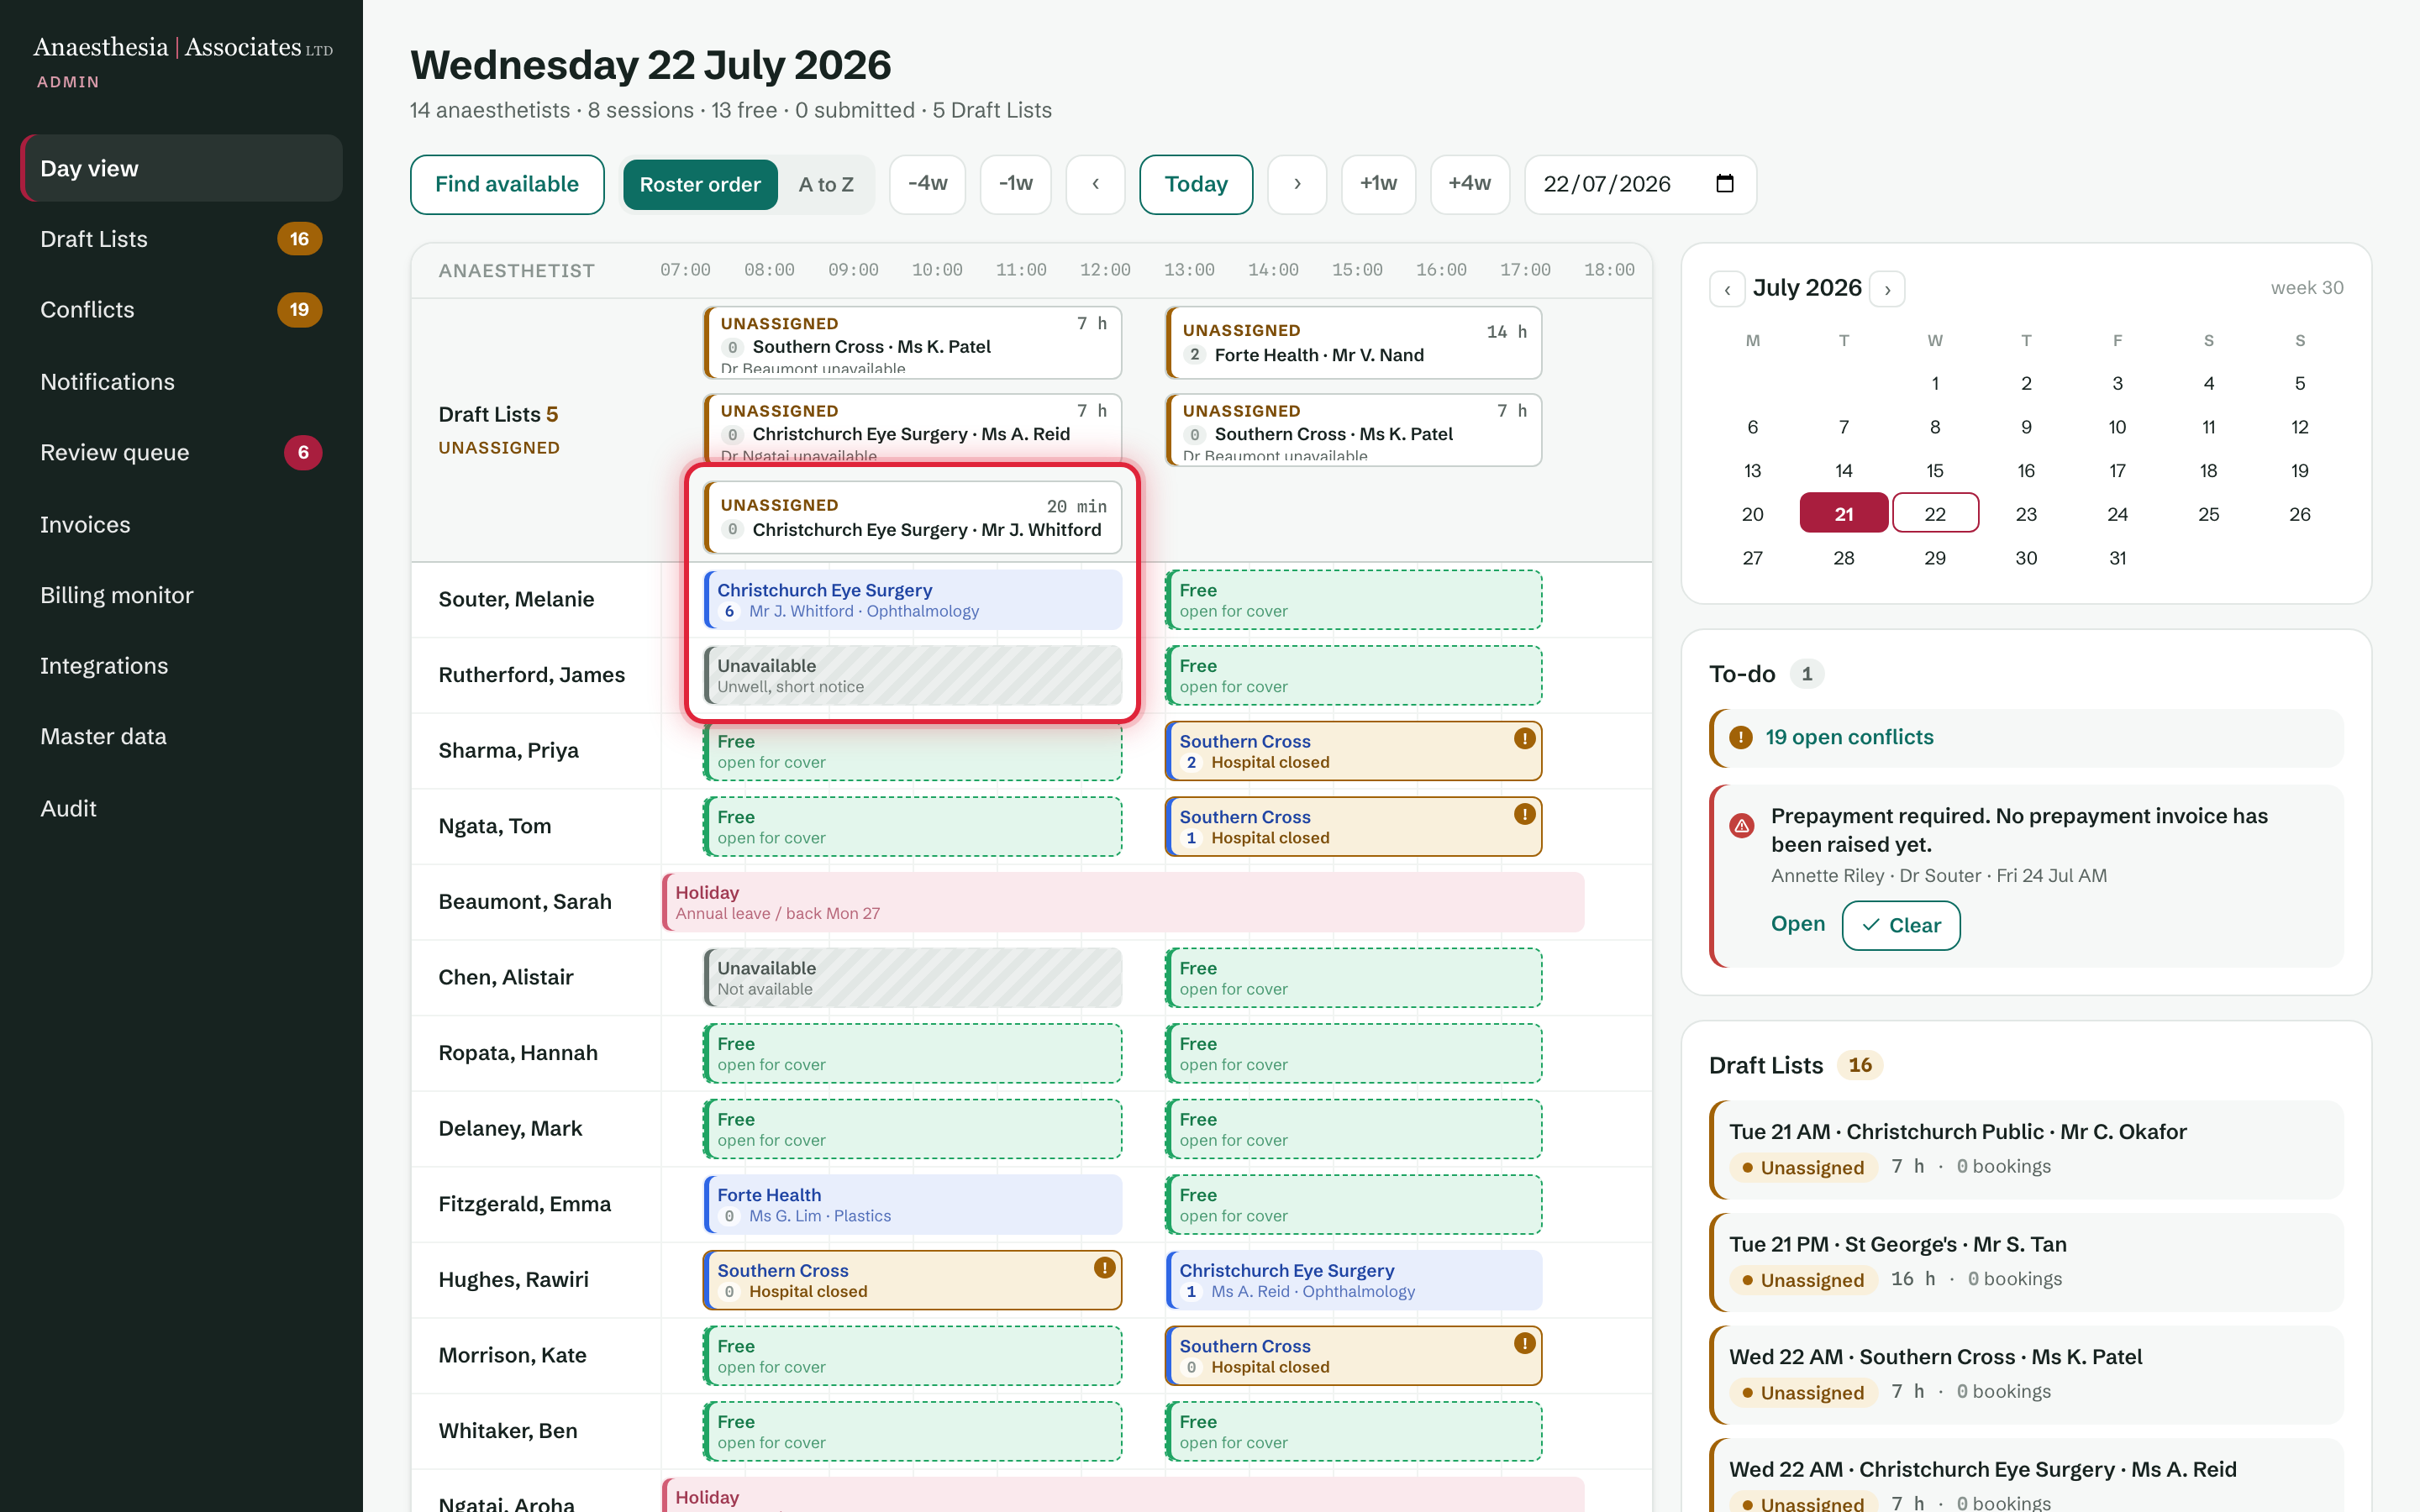 Anaesthesia | Associates LTD
ADMIN
Day view
Draft Lists 16
Conflicts 19
Notifications
Review queue 6
Invoices
Billing monitor
Integrations
Master data
Audit
Wednesday 22 July 2026
14 anaesthetists · 8 sessions · 13 free · 0 submitted · 5 Draft Lists
Find available
Roster order
A to Z
-4w
-1w
‹
Today
›
+1w
+4w
22/07/2026
ANAESTHETIST 07:00 08:00 09:00 10:00 11:00 12:00 13:00 14:00 15:00 16:00 17:00 18:00
Draft Lists 5
UNASSIGNED
UNASSIGNED 7 h
0 Southern Cross · Ms K. Patel
Dr Beaumont unavailable
UNASSIGNED 14 h
2 Forte Health · Mr V. Nand
UNASSIGNED 7 h
0 Christchurch Eye Surgery · Ms A. Reid
Dr Ngatai unavailable
UNASSIGNED 7 h
0 Southern Cross · Ms K. Patel
Dr Beaumont unavailable
UNASSIGNED 20 min
0 Christchurch Eye Surgery · Mr J. Whitford
Souter, Melanie
Christchurch Eye Surgery
6 Mr J. Whitford · Ophthalmology
Free
open for cover
Rutherford, James
Unavailable
Unwell, short notice
Free
open for cover
Sharma, Priya
Free
open for cover
Southern Cross !
2 Hospital closed
Ngata, Tom
Free
open for cover
Southern Cross !
1 Hospital closed
Beaumont, Sarah
Holiday
Annual leave / back Mon 27
Chen, Alistair
Unavailable
Not available
Free
open for cover
Ropata, Hannah
Free
open for cover
Free
open for cover
Delaney, Mark
Free
open for cover
Free
open for cover
Fitzgerald, Emma
Forte Health
0 Ms G. Lim · Plastics
Free
open for cover
Hughes, Rawiri
Southern Cross !
0 Hospital closed
Christchurch Eye Surgery
1 Ms A. Reid · Ophthalmology
Morrison, Kate
Free
open for cover
Southern Cross !
0 Hospital closed
Whitaker, Ben
Free
open for cover
Free
open for cover
Ngatai, Aroha
Holiday
‹ July 2026 › week 30
M T W T F S S
1 2 3 4 5
6 7 8 9 10 11 12
13 14 15 16 17 18 19
20 21 22 23 24 25 26
27 28 29 30 31
To-do 1
! 19 open conflicts
Prepayment required. No prepayment invoice has
been raised yet.
Annette Riley · Dr Souter · Fri 24 Jul AM
Open ✓ Clear
Draft Lists 16
Tue 21 AM · Christchurch Public · Mr C. Okafor
Unassigned 7 h · 0 bookings
Tue 21 PM · St George's · Mr S. Tan
Unassigned 16 h · 0 bookings
Wed 22 AM · Southern Cross · Ms K. Patel
Unassigned 7 h · 0 bookings
Wed 22 AM · Christchurch Eye Surgery · Ms A. Reid
Unassigned 7 h · 0 bookings